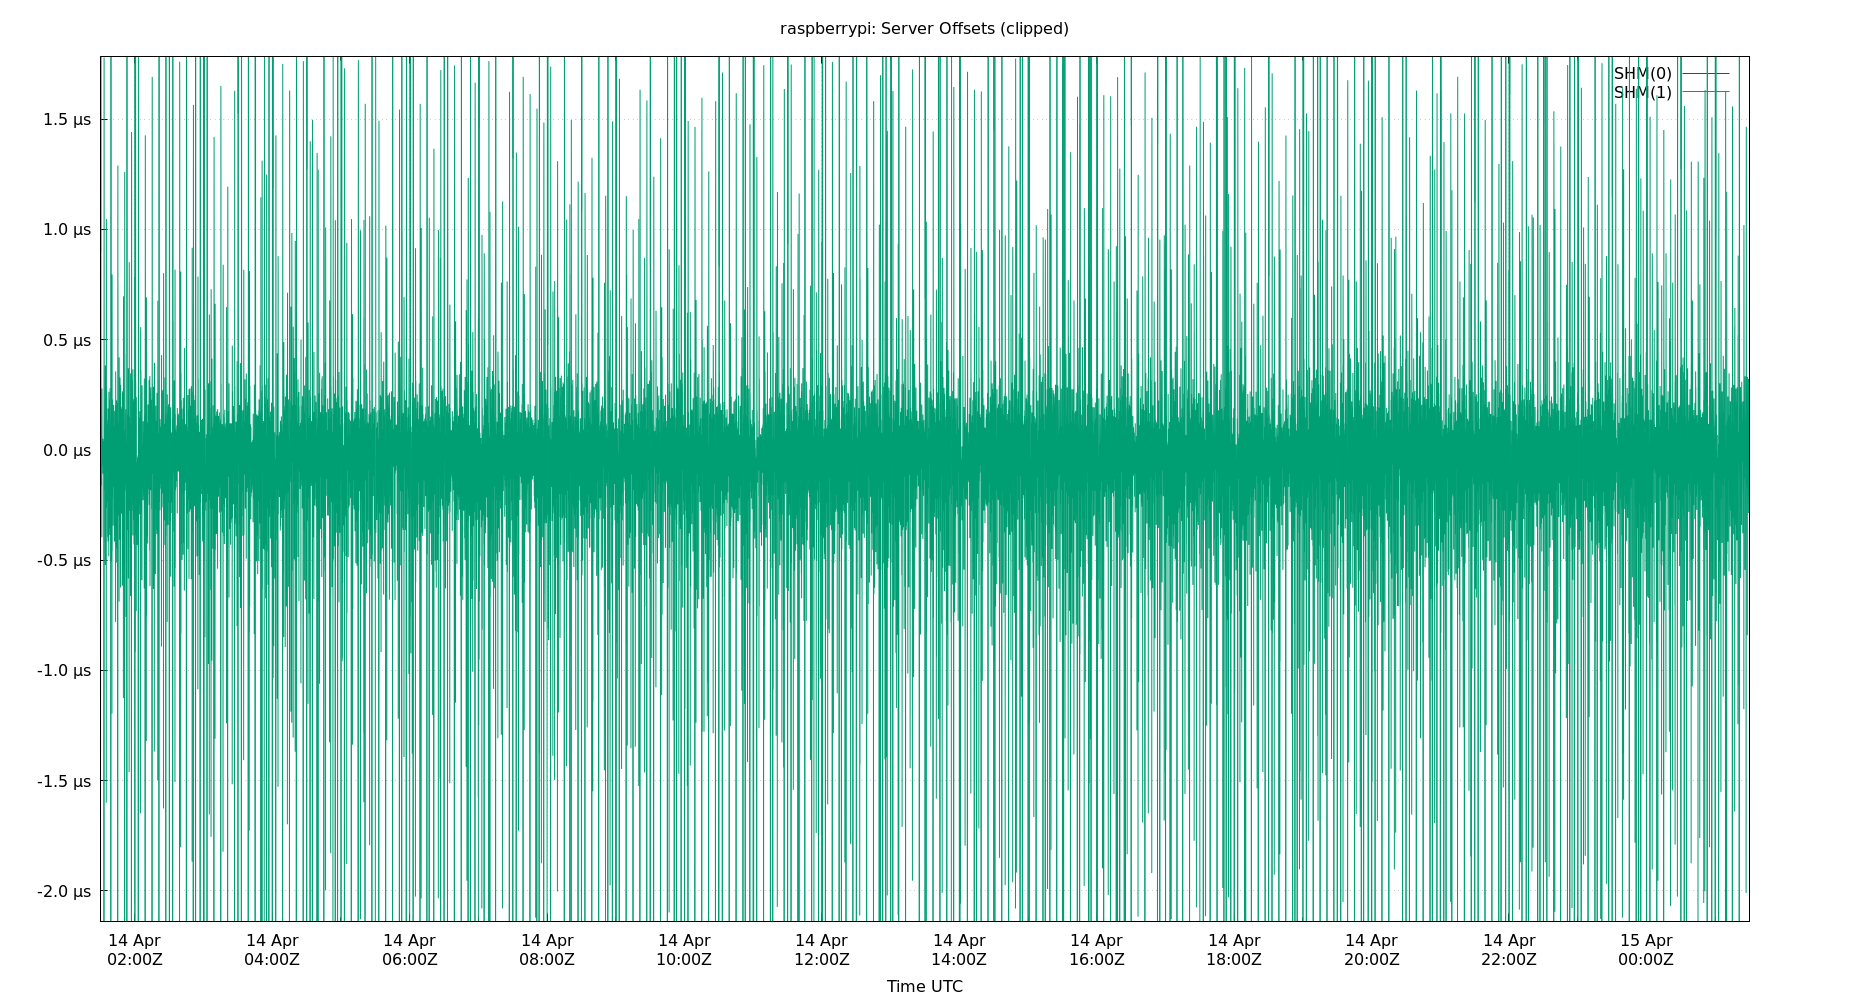 raspberrypi: Server Offsets (clipped)
SHM(0)
SHM(1)
1.5 µs
1.0 µs
0.5 µs
0.0 µs
-0.5 µs
-1.0 µs
-1.5 µs
-2.0 µs
14 Apr 14 Apr 14 Apr 14 Apr 14 Apr 14 Apr 14 Apr 14 Apr 14 Apr 14 Apr 14 Apr 15 Apr
02:00Z 04:00Z 06:00Z 08:00Z 10:00Z 12:00Z 14:00Z 16:00Z 18:00Z 20:00Z 22:00Z 00:00Z
Time UTC